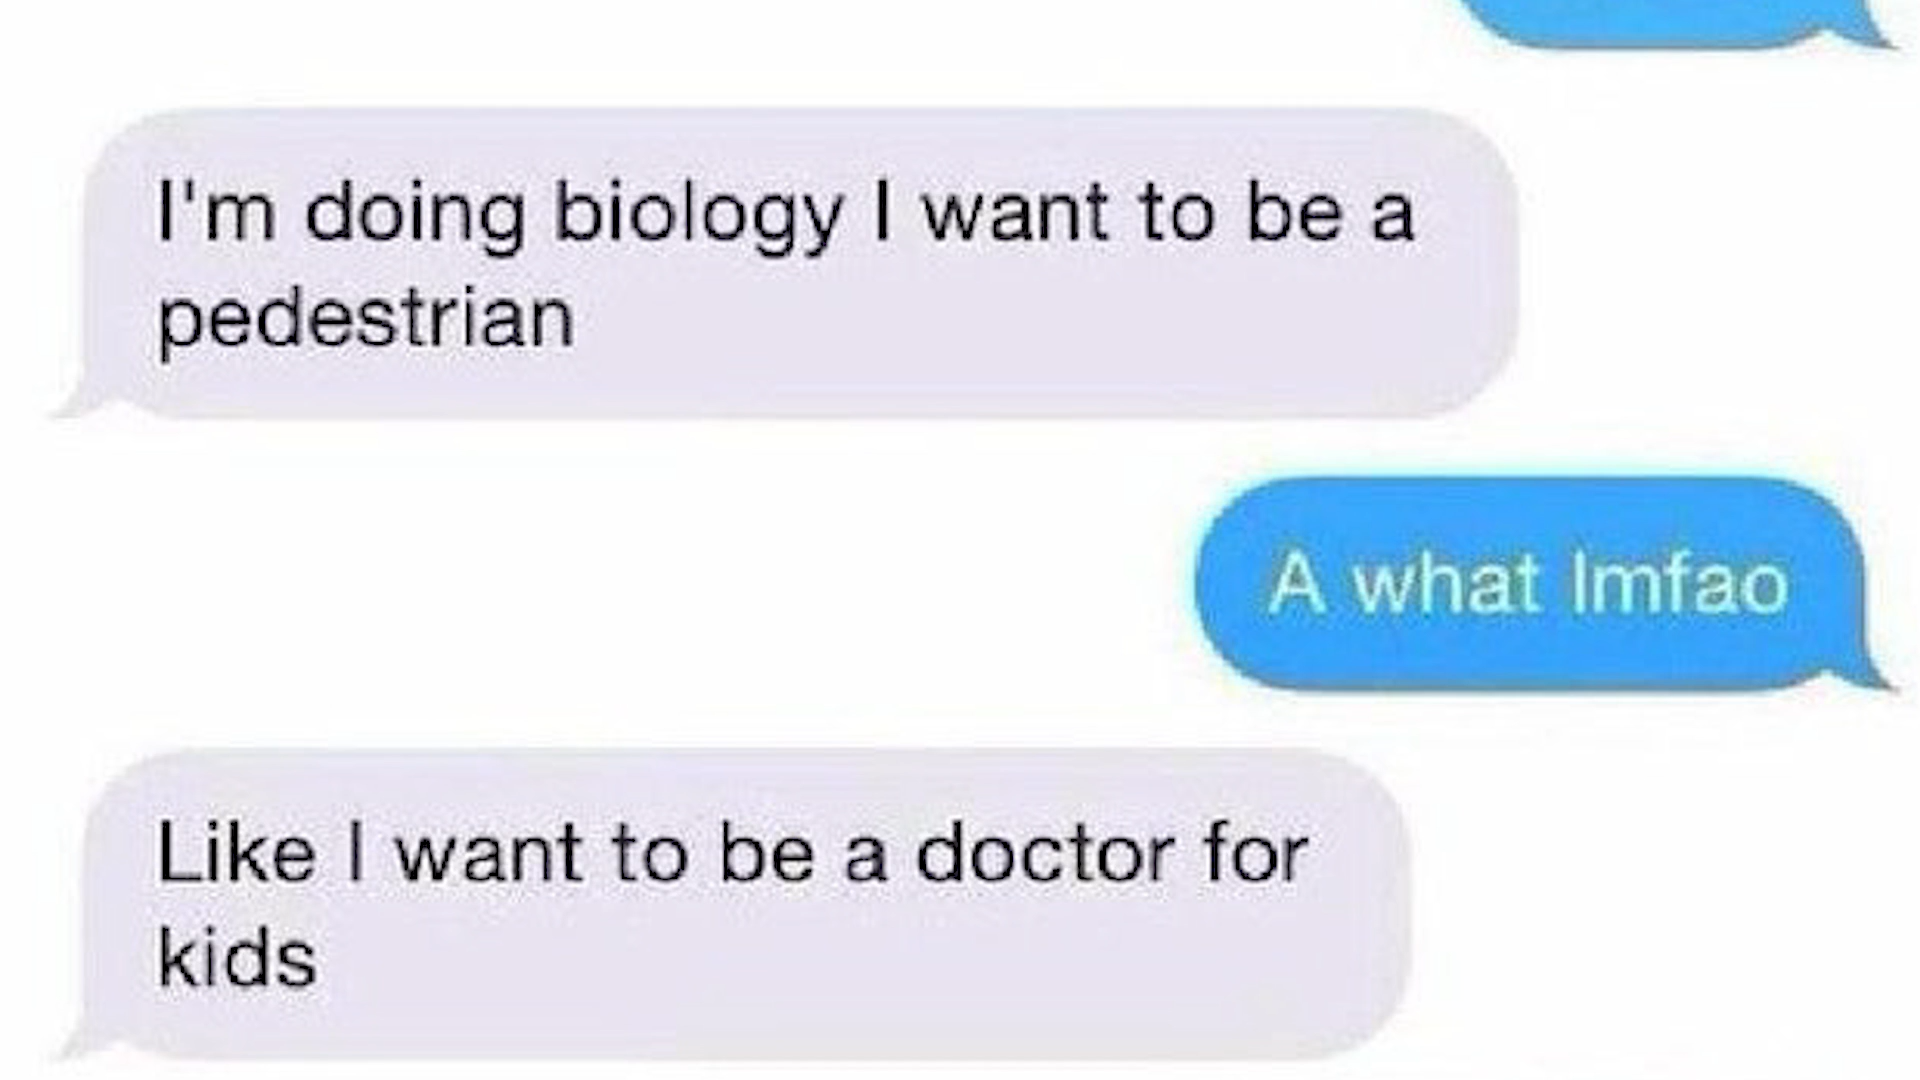 I'm doing biology I want to be a
pedestrian
A what lmfao
Like I want to be a doctor for
kids